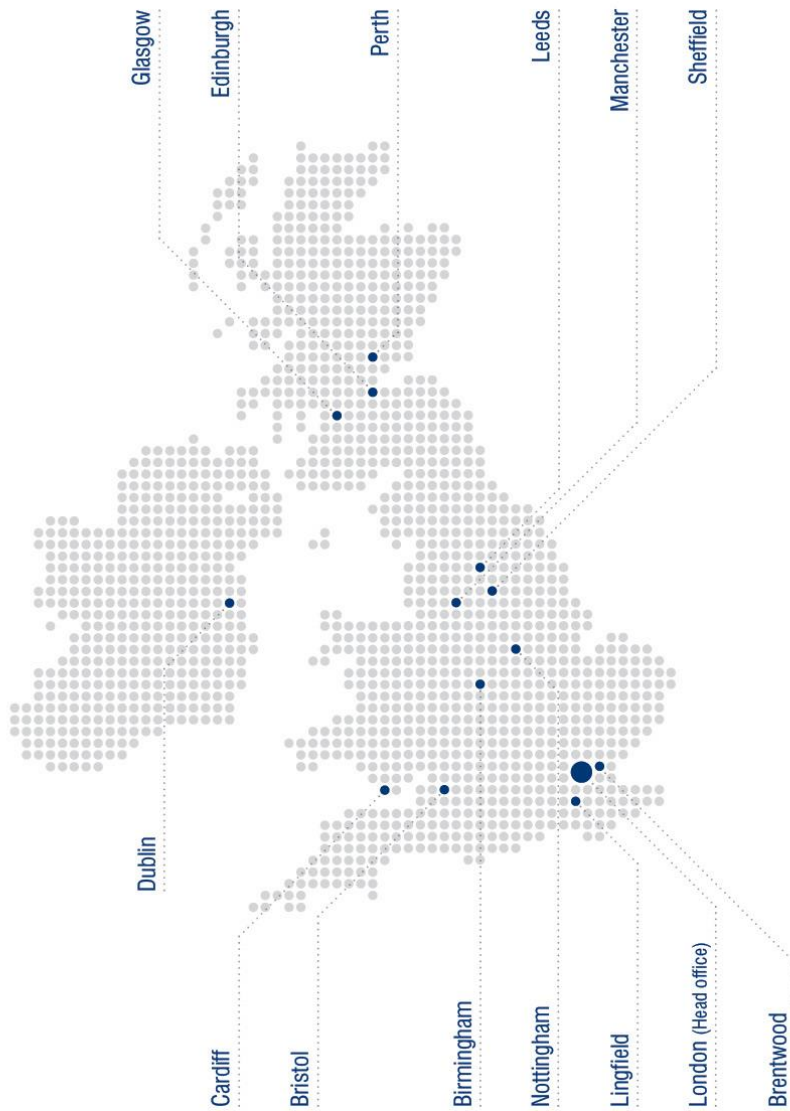 Glasgow
Edinburgh
Perth
Leeds
Manchester
Sheffield
Dublin
Cardiff
Bristol
Birmingham
Nottingham
Lingfield
London (Head office)
Brentwood